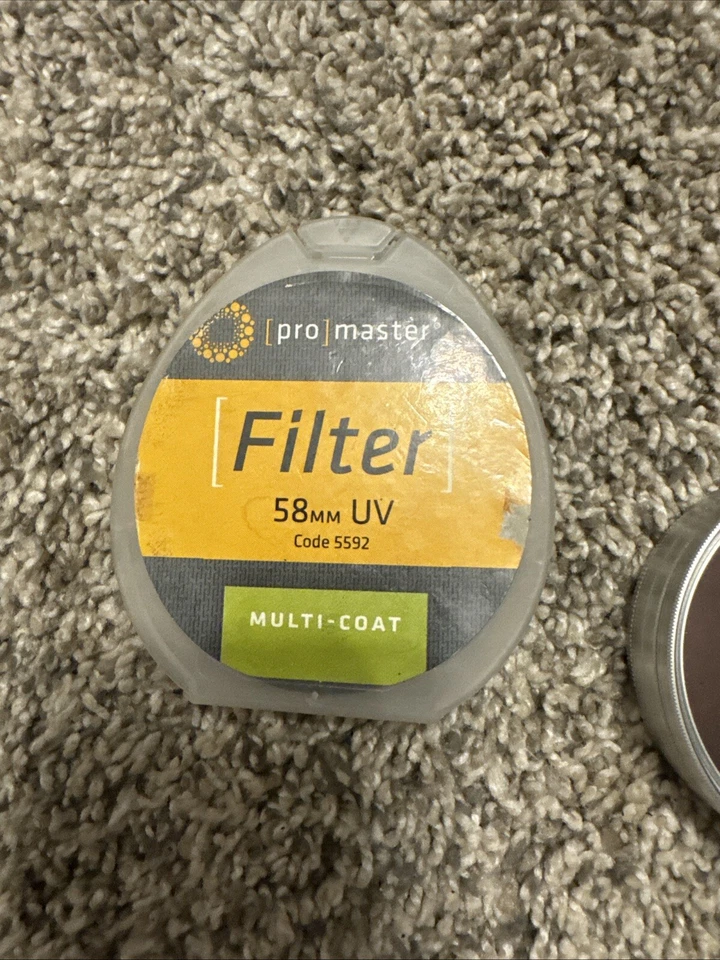 [pro]master®
[Filter]
58MM UV
Code 5592
MULTI-COAT